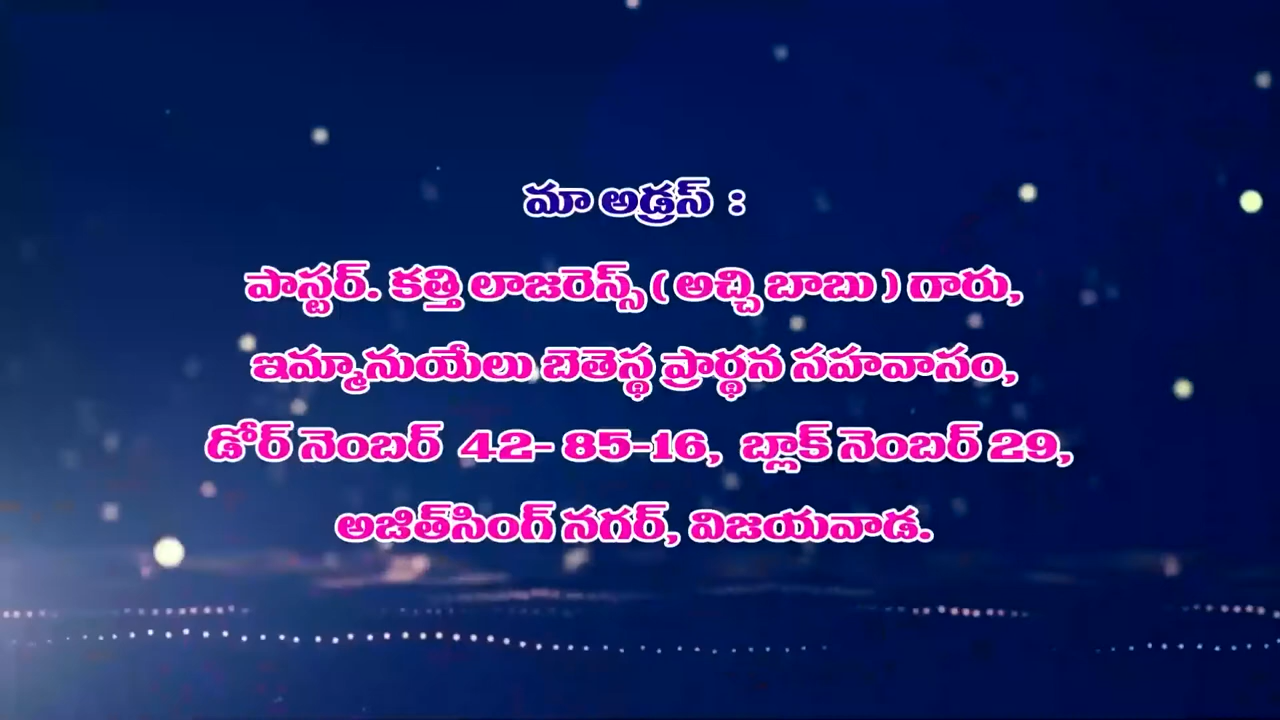 మా అడ్రస్ :
పాస్టర్. కత్తి లాజరెన్స్ ( అచ్చి బాబు ) గారు,
ఇమ్మానుయేలు బెతెస్థ ప్రార్థన సహవాసం,
డోర్ నెంబర్ 42- 85-16, బ్లాక్ నెంబర్ 29,
అజిత్‌సింగ్ నగర్, విజయవాడ.